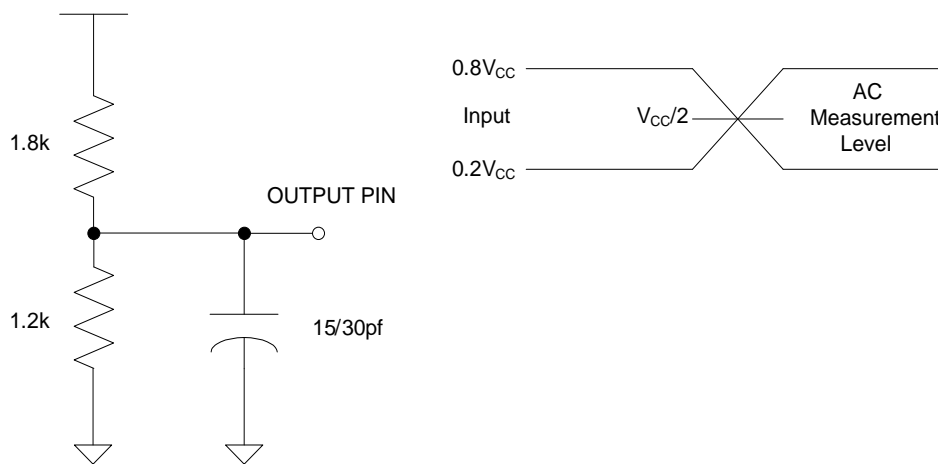 1.8k
OUTPUT PIN
1.2k
15/30pf
0.8VCC
Input
VCC/2
0.2VCC
AC
Measurement
Level